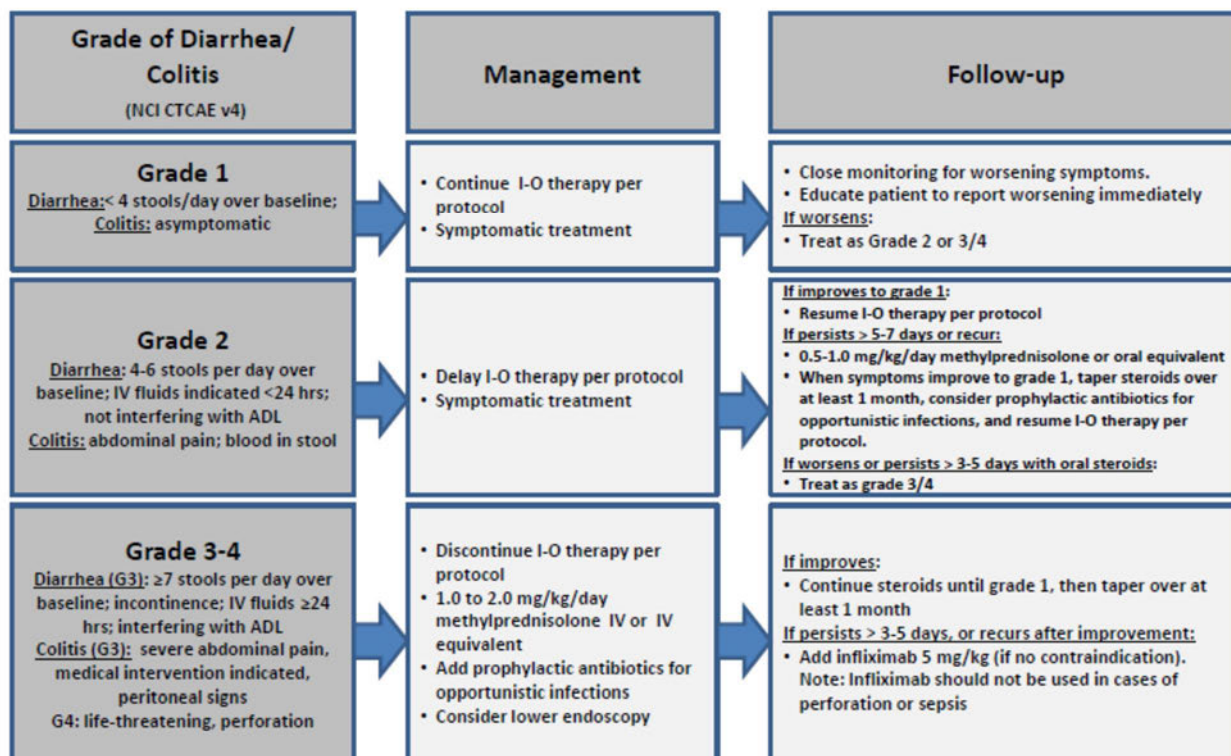 Grade of Diarrhea/
Colitis
(NCI CTCAE v4)
Management
Follow-up
Grade 1
Diarrhea:< 4 stools/day over baseline;
Colitis: asymptomatic
• Continue I-O therapy per
protocol
• Symptomatic treatment
• Close monitoring for worsening symptoms.
• Educate patient to report worsening immediately
If worsens:
• Treat as Grade 2 or 3/4
Grade 2
Diarrhea: 4-6 stools per day over
baseline; IV fluids indicated <24 hrs;
not interfering with ADL
Colitis: abdominal pain; blood in stool
• Delay I-O therapy per protocol
• Symptomatic treatment
If improves to grade 1:
• Resume I-O therapy per protocol
If persists > 5-7 days or recur:
• 0.5-1.0 mg/kg/day methylprednisolone or oral equivalent
• When symptoms improve to grade 1, taper steroids over
at least 1 month, consider prophylactic antibiotics for
opportunistic infections, and resume I-O therapy per
protocol.
If worsens or persists > 3-5 days with oral steroids:
• Treat as grade 3/4
Grade 3-4
Diarrhea (G3): ≥7 stools per day over
baseline; incontinence; IV fluids ≥24
hrs; interfering with ADL
Colitis (G3): severe abdominal pain,
medical intervention indicated,
peritoneal signs
G4: life-threatening, perforation
• Discontinue I-O therapy per
protocol
• 1.0 to 2.0 mg/kg/day
methylprednisolone IV or IV
equivalent
• Add prophylactic antibiotics for
opportunistic infections
• Consider lower endoscopy
If improves:
• Continue steroids until grade 1, then taper over at
least 1 month
If persists > 3-5 days, or recurs after improvement:
• Add infliximab 5 mg/kg (if no contraindication).
Note: Infliximab should not be used in cases of
perforation or sepsis